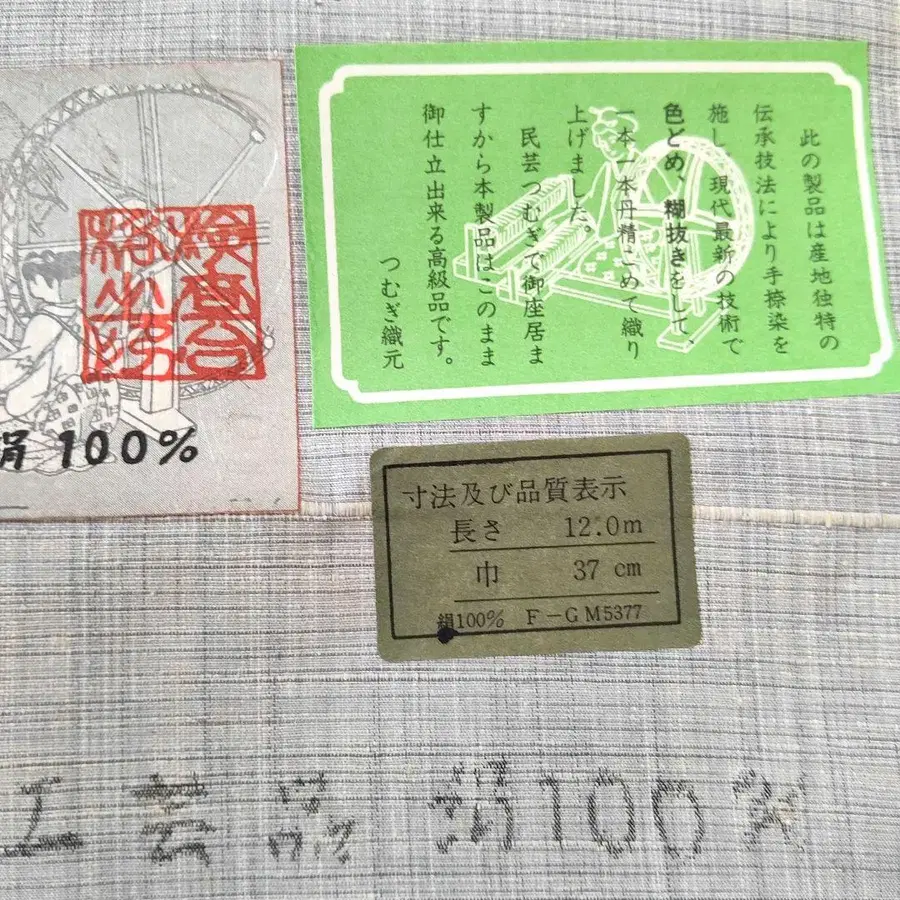 絹100%
此の製品は産地独特の
伝承技法により手捺染を
施し、現代最新の技術で
色どめ、糊抜きをして、
一本一本丹精こめて織り
上げました。
民芸つむぎで御座居ま
すから本製品はこのまま
御仕立出来る高級品です。
つむぎ織元
寸法及び品質表示
長さ 12.0m
巾 37cm
絹100% F-GM5377
工芸品 絹100%